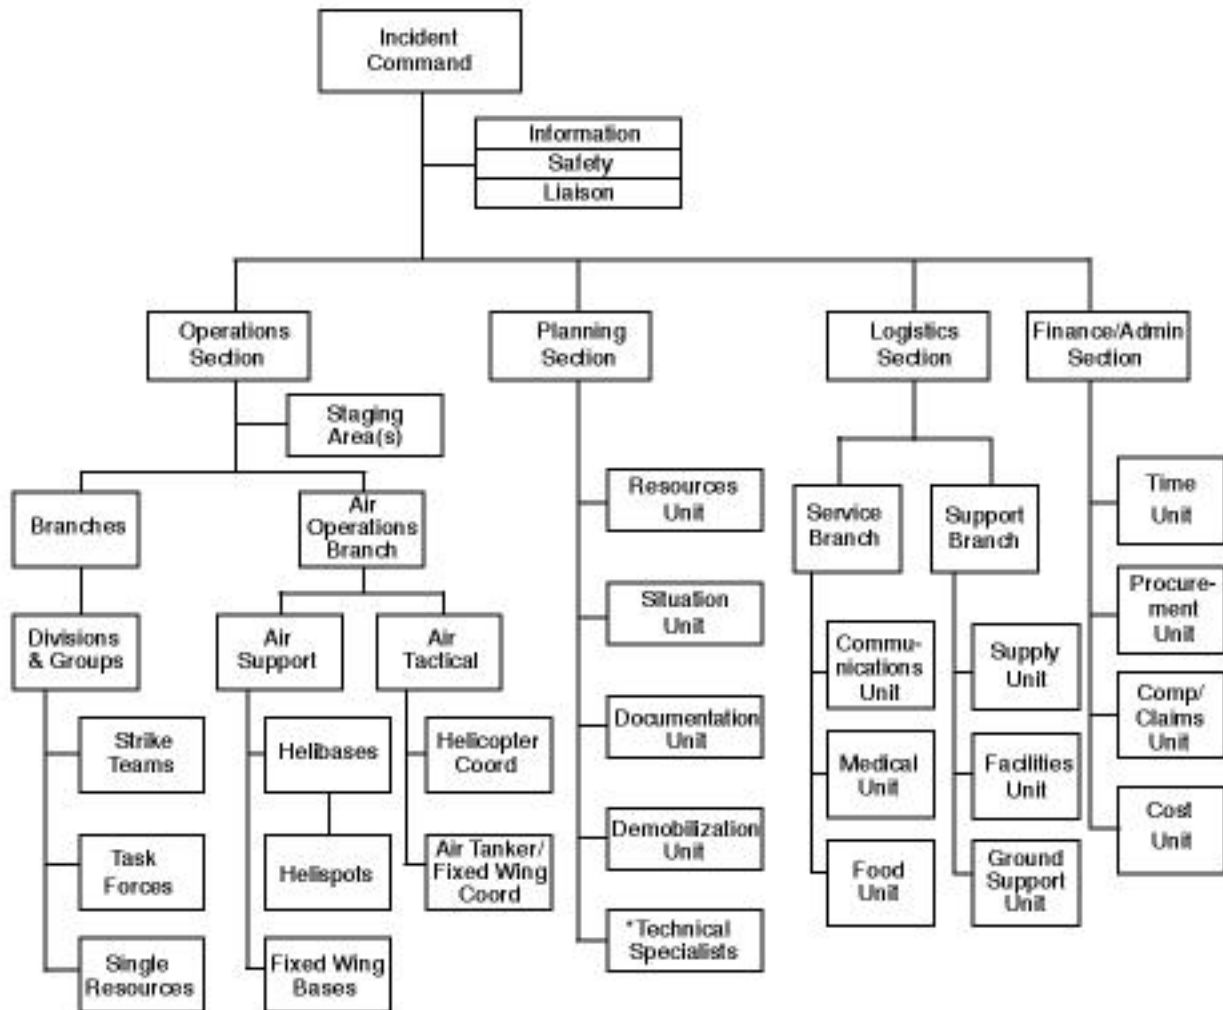 Incident
Command
Information
Safety
Liaison
Operations
Section
Planning
Section
Logistics
Section
Finance/Admin
Section
Staging
Area(s)
Branches
Air
Operations
Branch
Divisions
& Groups
Air
Support
Air
Tactical
Strike
Teams
Task
Forces
Single
Resources
Helibases
Helispots
Fixed Wing
Bases
Helicopter
Coord
Air Tanker/
Fixed Wing
Coord
Resources
Unit
Situation
Unit
Documentation
Unit
Demobilization
Unit
*Technical
Specialists
Service
Branch
Support
Branch
Commu-
nications
Unit
Medical
Unit
Food
Unit
Supply
Unit
Facilities
Unit
Ground
Support
Unit
Time
Unit
Procure-
ment
Unit
Comp/
Claims
Unit
Cost
Unit